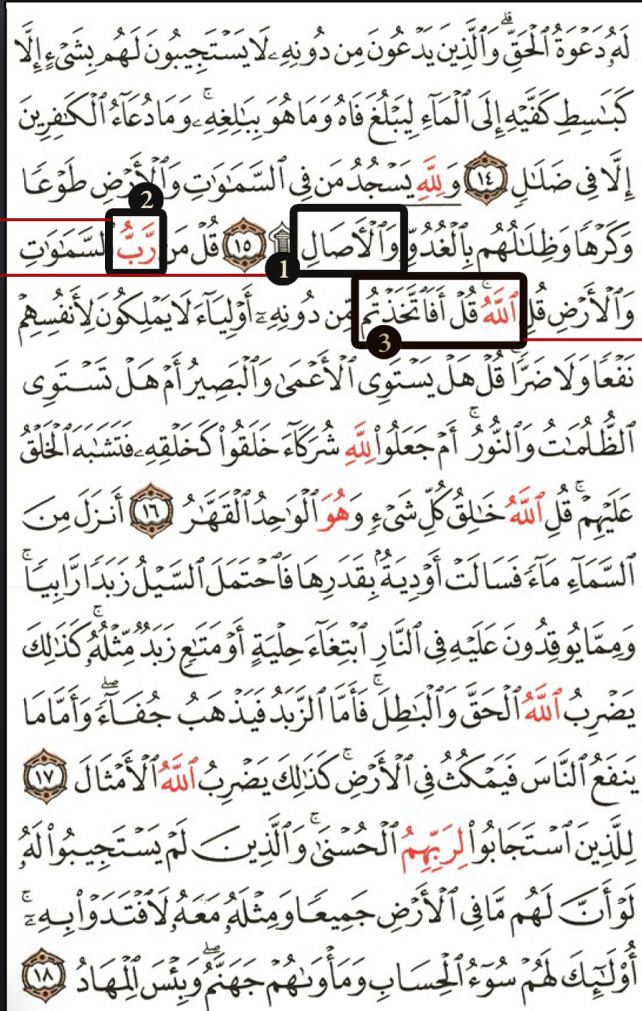 لَهُۥ دَعْوَةُ ٱلْحَقِّ ۖ وَٱلَّذِينَ يَدْعُونَ مِن دُونِهِۦ لَا يَسْتَجِيبُونَ لَهُم بِشَىْءٍ إِلَّا
كَبَـٰسِطِ كَفَّيْهِ إِلَى ٱلْمَآءِ لِيَبْلُغَ فَاهُ وَمَا هُوَ بِبَـٰلِغِهِۦ ۚ وَمَا دُعَآءُ ٱلْكَـٰفِرِينَ
إِلَّا فِى ضَلَـٰلٍ ١٤ وَلِلَّهِ يَسْجُدُ مَن فِى ٱلسَّمَـٰوَٰتِ وَٱلْأَرْضِ طَوْعًا
2
وَكَرْهًا وَظِلَـٰلُهُم بِٱلْغُدُوِّ وَٱلْأَصَالِ ۩ ١٥ قُلْ مَن رَّبُّ ٱلسَّمَـٰوَٰتِ
1
وَٱلْأَرْضِ قُلِ ٱللَّهُ ۚ قُلْ أَفَٱتَّخَذْتُم مِّن دُونِهِۦٓ أَوْلِيَآءَ لَا يَمْلِكُونَ لِأَنفُسِهِمْ
3
نَفْعًا وَلَا ضَرًّا ۚ قُلْ هَلْ يَسْتَوِى ٱلْأَعْمَىٰ وَٱلْبَصِيرُ أَمْ هَلْ تَسْتَوِى
ٱلظُّلُمَـٰتُ وَٱلنُّورُ ۗ أَمْ جَعَلُوا۟ لِلَّهِ شُرَكَآءَ خَلَقُوا۟ كَخَلْقِهِۦ فَتَشَـٰبَهَ ٱلْخَلْقُ
عَلَيْهِمْ ۚ قُلِ ٱللَّهُ خَـٰلِقُ كُلِّ شَىْءٍ وَهُوَ ٱلْوَٰحِدُ ٱلْقَهَّـٰرُ ١٦ أَنزَلَ مِنَ
ٱلسَّمَآءِ مَآءً فَسَالَتْ أَوْدِيَةٌۢ بِقَدَرِهَا فَٱحْتَمَلَ ٱلسَّيْلُ زَبَدًا رَّابِيًا ۚ
وَمِمَّا يُوقِدُونَ عَلَيْهِ فِى ٱلنَّارِ ٱبْتِغَآءَ حِلْيَةٍ أَوْ مَتَـٰعٍ زَبَدٌ مِّثْلُهُۥ ۚ كَذَٰلِكَ
يَضْرِبُ ٱللَّهُ ٱلْحَقَّ وَٱلْبَـٰطِلَ ۚ فَأَمَّا ٱلزَّبَدُ فَيَذْهَبُ جُفَآءً ۖ وَأَمَّا مَا
يَنفَعُ ٱلنَّاسَ فَيَمْكُثُ فِى ٱلْأَرْضِ ۚ كَذَٰلِكَ يَضْرِبُ ٱللَّهُ ٱلْأَمْثَالَ ١٧
لِلَّذِينَ ٱسْتَجَابُوا۟ لِرَبِّهِمُ ٱلْحُسْنَىٰ ۚ وَٱلَّذِينَ لَمْ يَسْتَجِيبُوا۟ لَهُۥ
لَوْ أَنَّ لَهُم مَّا فِى ٱلْأَرْضِ جَمِيعًا وَمِثْلَهُۥ مَعَهُۥ لَٱفْتَدَوْا۟ بِهِۦٓ ۚ
أُو۟لَـٰٓئِكَ لَهُمْ سُوٓءُ ٱلْحِسَابِ وَمَأْوَىٰهُمْ جَهَنَّمُ ۖ وَبِئْسَ ٱلْمِهَادُ ١٨